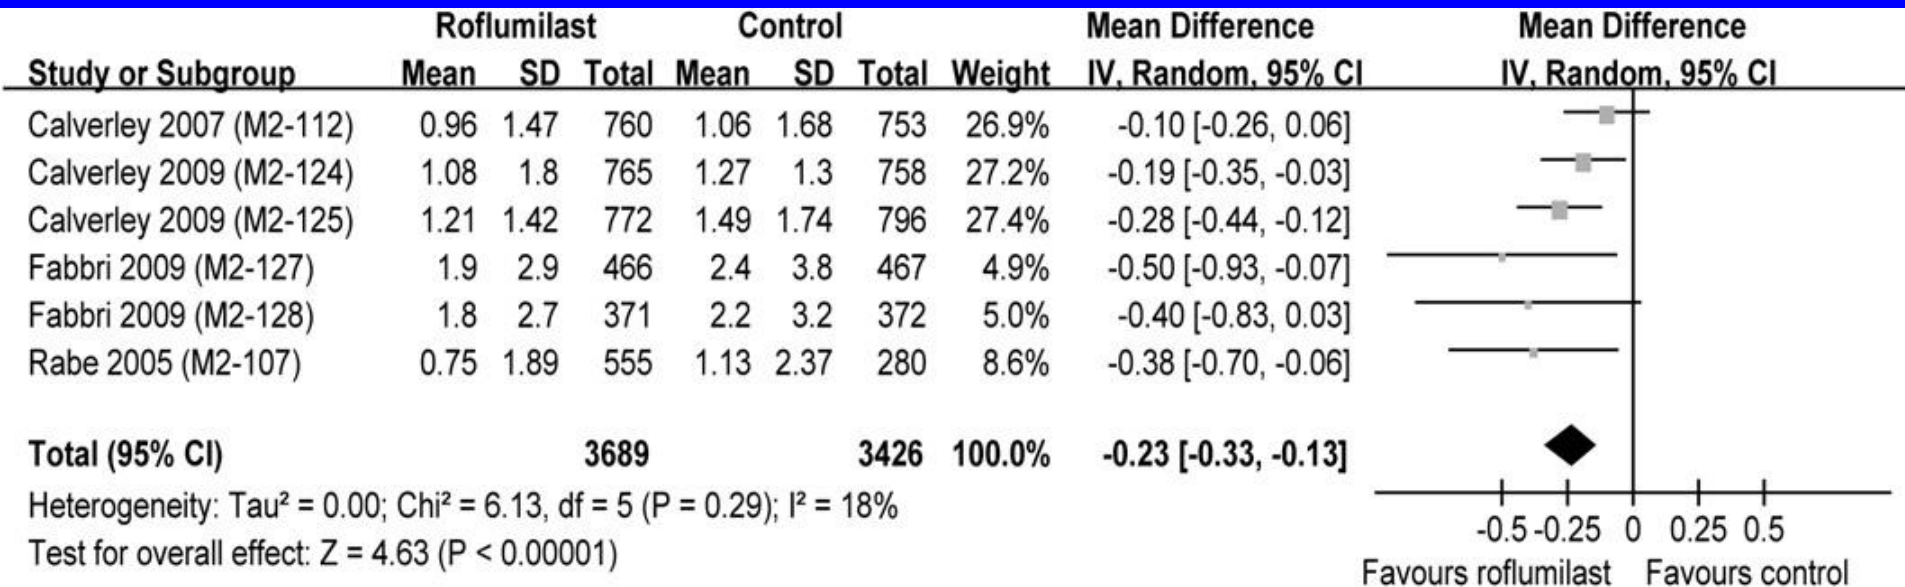 Roflumilast Control Mean Difference Mean Difference
Study or Subgroup Mean SD Total Mean SD Total Weight IV, Random, 95% CI IV, Random, 95% CI
Calverley 2007 (M2-112) 0.96 1.47 760 1.06 1.68 753 26.9% -0.10 [-0.26, 0.06]
Calverley 2009 (M2-124) 1.08 1.8 765 1.27 1.3 758 27.2% -0.19 [-0.35, -0.03]
Calverley 2009 (M2-125) 1.21 1.42 772 1.49 1.74 796 27.4% -0.28 [-0.44, -0.12]
Fabbri 2009 (M2-127) 1.9 2.9 466 2.4 3.8 467 4.9% -0.50 [-0.93, -0.07]
Fabbri 2009 (M2-128) 1.8 2.7 371 2.2 3.2 372 5.0% -0.40 [-0.83, 0.03]
Rabe 2005 (M2-107) 0.75 1.89 555 1.13 2.37 280 8.6% -0.38 [-0.70, -0.06]
Total (95% CI) 3689 3426 100.0% -0.23 [-0.33, -0.13]
Heterogeneity: Tau² = 0.00; Chi² = 6.13, df = 5 (P = 0.29); I² = 18%
Test for overall effect: Z = 4.63 (P < 0.00001)
-0.5 -0.25 0 0.25 0.5
Favours roflumilast Favours control